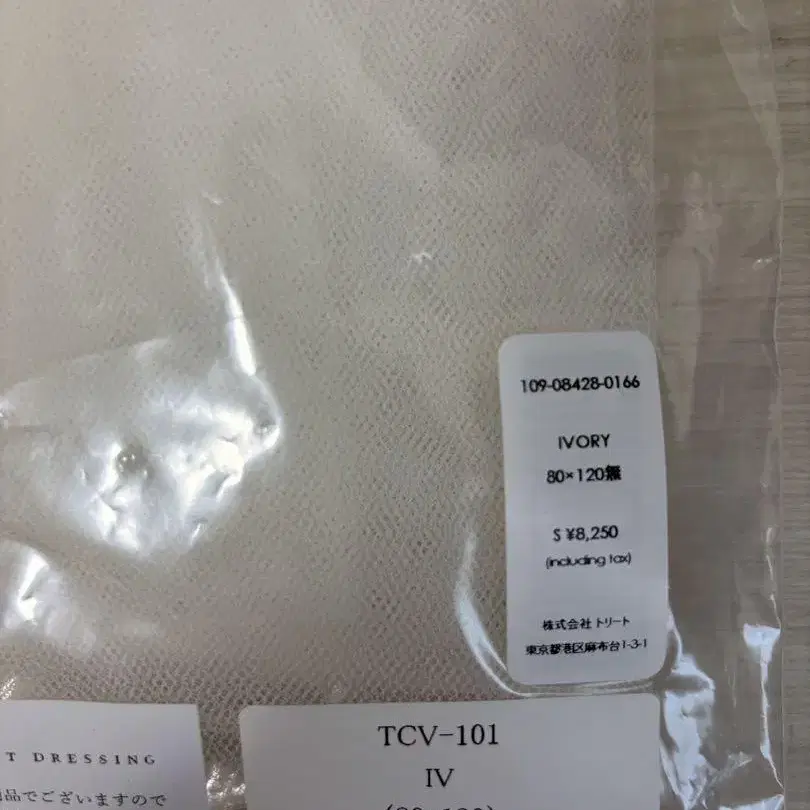 109-08428-0166
IVORY
80×120無
S ¥8,250
(including tax)
株式会社 トリート
東京都港区麻布台1-3-1
T DRESSING
品でございますので
TCV-101
IV